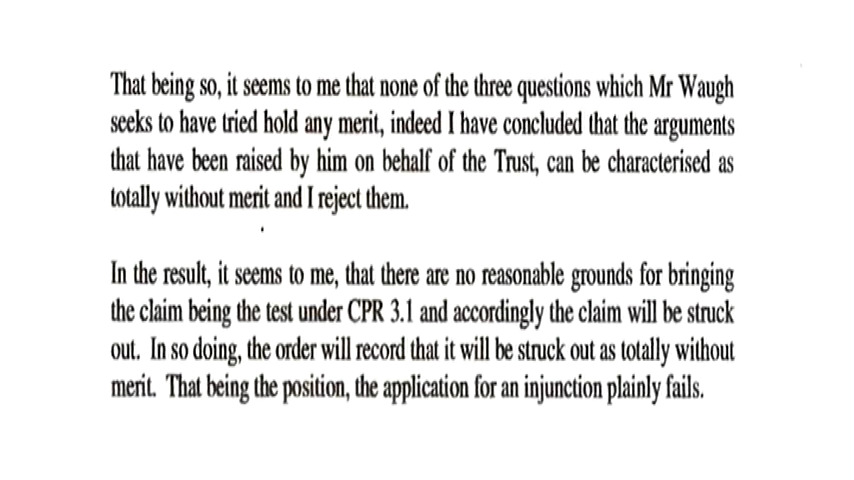 That being so, it seems to me that none of the three questions which Mr Waugh
seeks to have tried hold any merit, indeed I have concluded that the arguments
that have been raised by him on behalf of the Trust, can be characterised as
totally without merit and I reject them.
In the result, it seems to me, that there are no reasonable grounds for bringing
the claim being the test under CPR 3.1 and accordingly the claim will be struck
out. In so doing, the order will record that it will be struck out as totally without
merit. That being the position, the application for an injunction plainly fails.